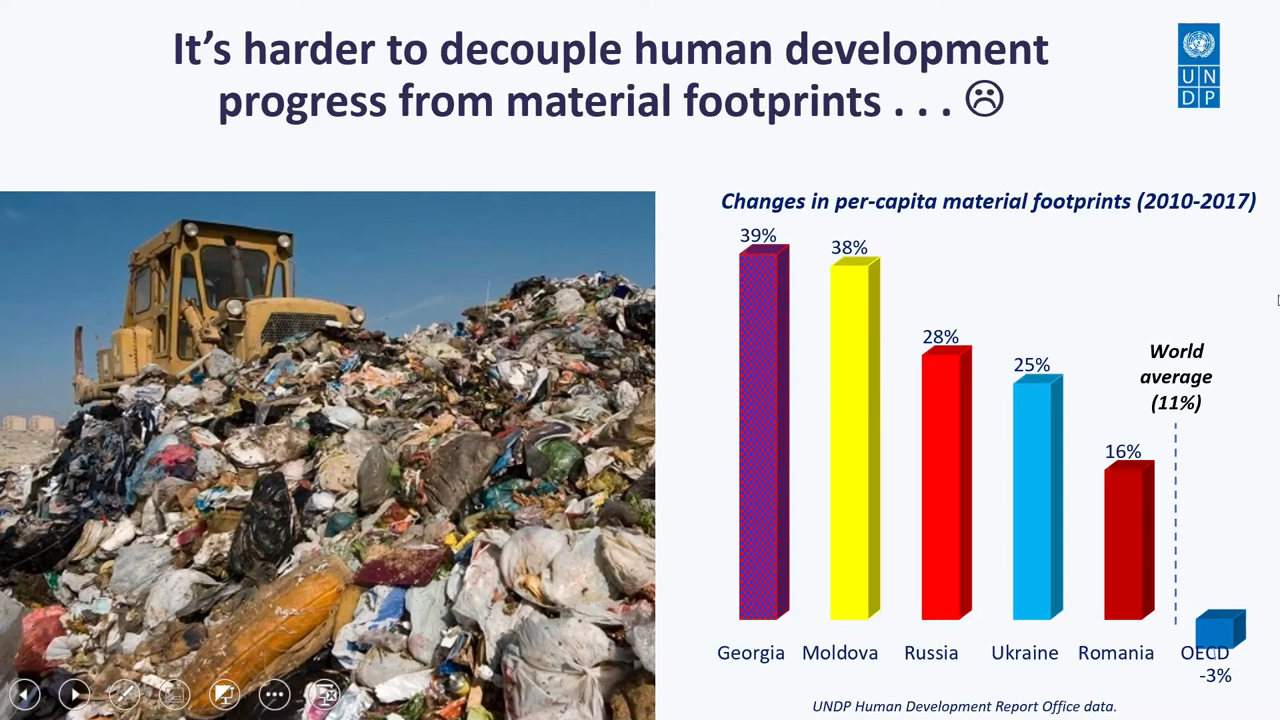 It’s harder to decouple human development
progress from material footprints . . . ☹
UN
DP
Changes in per-capita material footprints (2010-2017)
39%
38%
28%
25%
16%
World
average
(11%)
Georgia
Moldova
Russia
Ukraine
Romania
OECD
-3%
UNDP Human Development Report Office data.